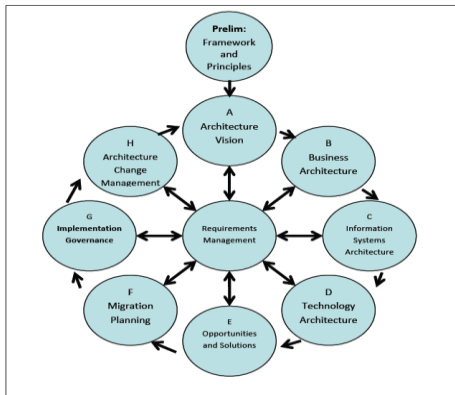 Prelim:
Framework
and
Principles
A
Architecture
Vision
H
Architecture
Change
Management
B
Business
Architecture
G
Implementation
Governance
Requirements
Management
C
Information
Systems
Architecture
F
Migration
Planning
D
Technology
Architecture
E
Opportunities
and Solutions